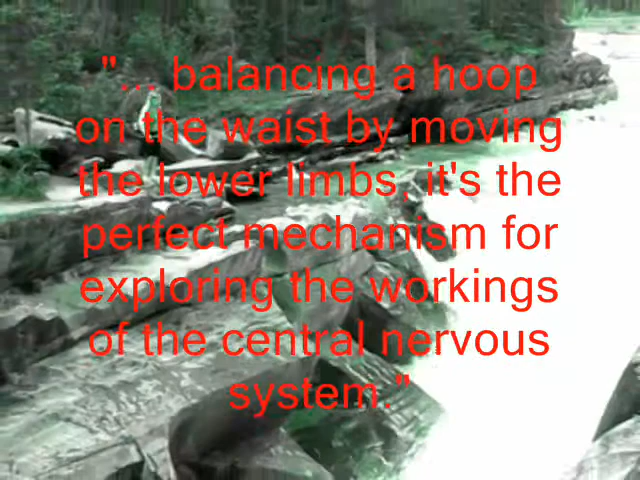 "... balancing a hoop
on the waist by moving
the lower limbs, it's the
perfect mechanism for
exploring the workings
of the central nervous
system."